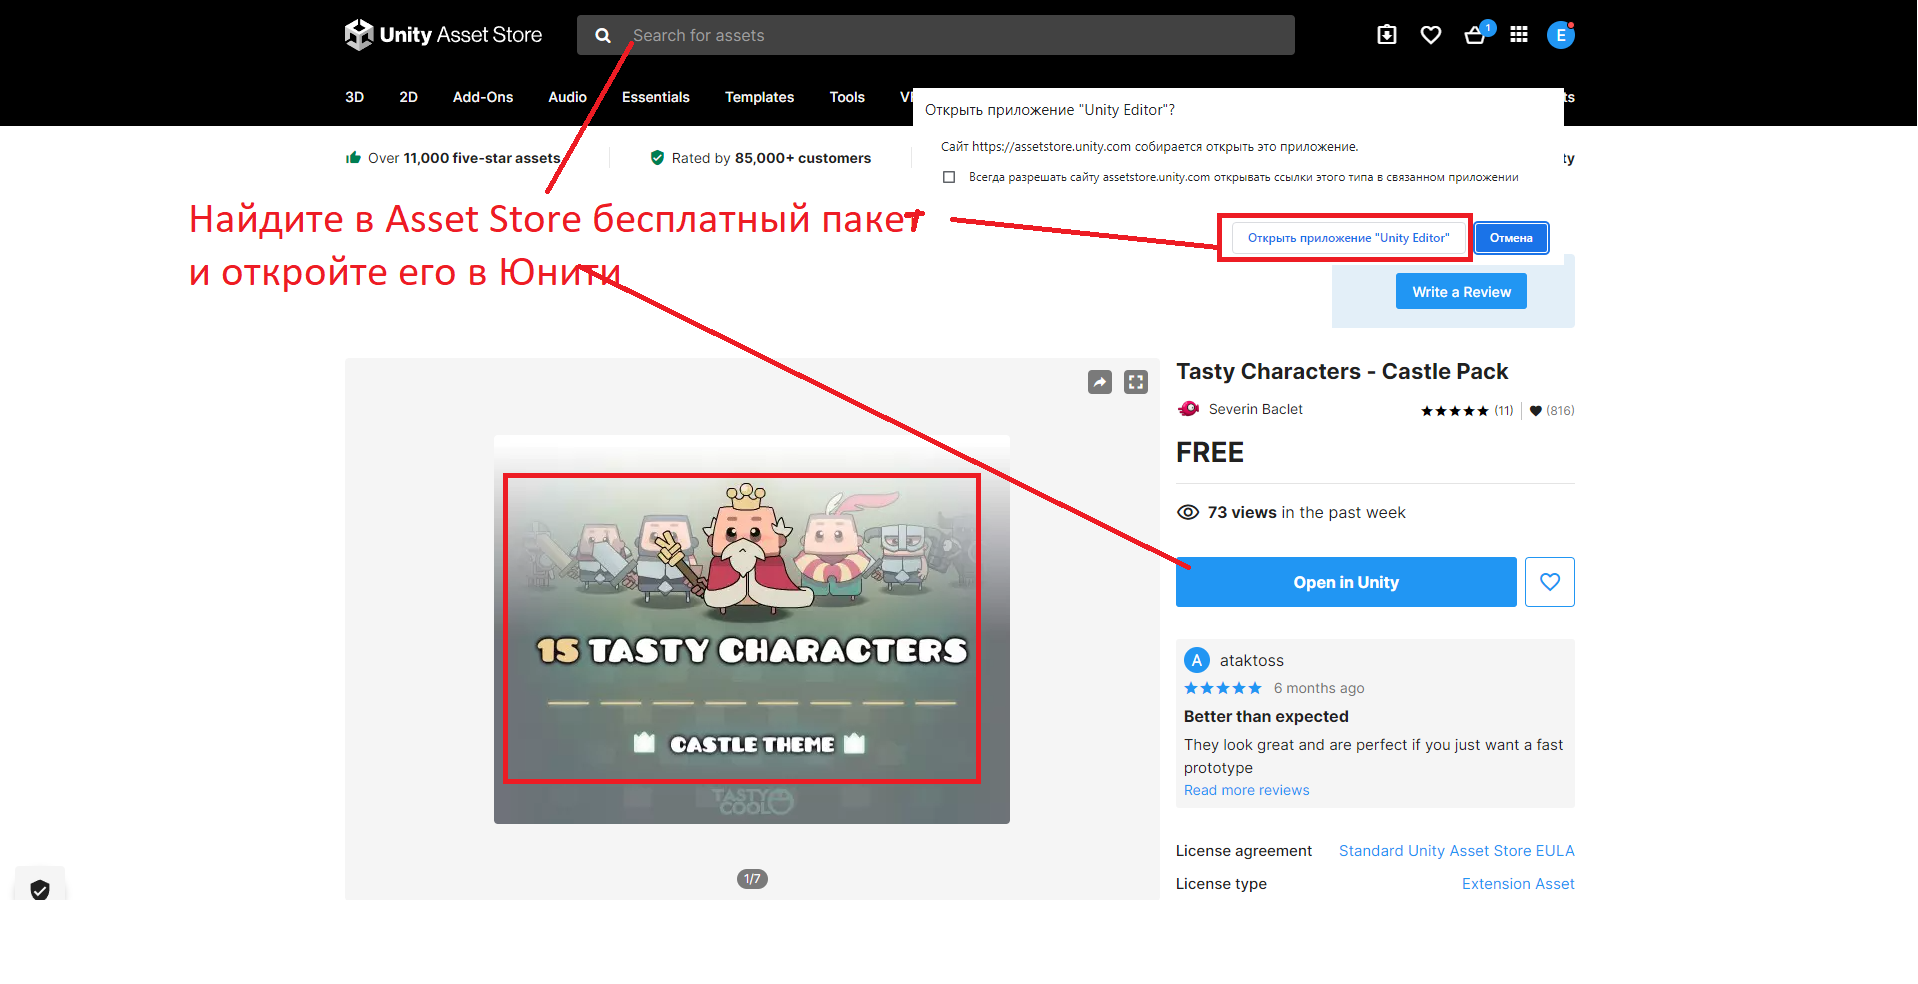 Unity Asset Store
Search for assets
1
E
3D 2D Add-Ons Audio Essentials Templates Tools
Открыть приложение "Unity Editor"?
Сайт https://assetstore.unity.com собирается открыть это приложение.
Всегда разрешать сайту assetstore.unity.com открывать ссылки этого типа в связанном приложении
Открыть приложение "Unity Editor" Отмена
Over 11,000 five-star assets Rated by 85,000+ customers
Найдите в Asset Store бесплатный пакет
и откройте его в Юнити
Write a Review
Tasty Characters - Castle Pack
Severin Baclet (11) (816)
FREE
73 views in the past week
Open in Unity
15 TASTY CHARACTERS
CASTLE THEME
TASTY
COOL
1/7
A ataktoss
6 months ago
Better than expected
They look great and are perfect if you just want a fast
prototype
Read more reviews
License agreement Standard Unity Asset Store EULA
License type Extension Asset